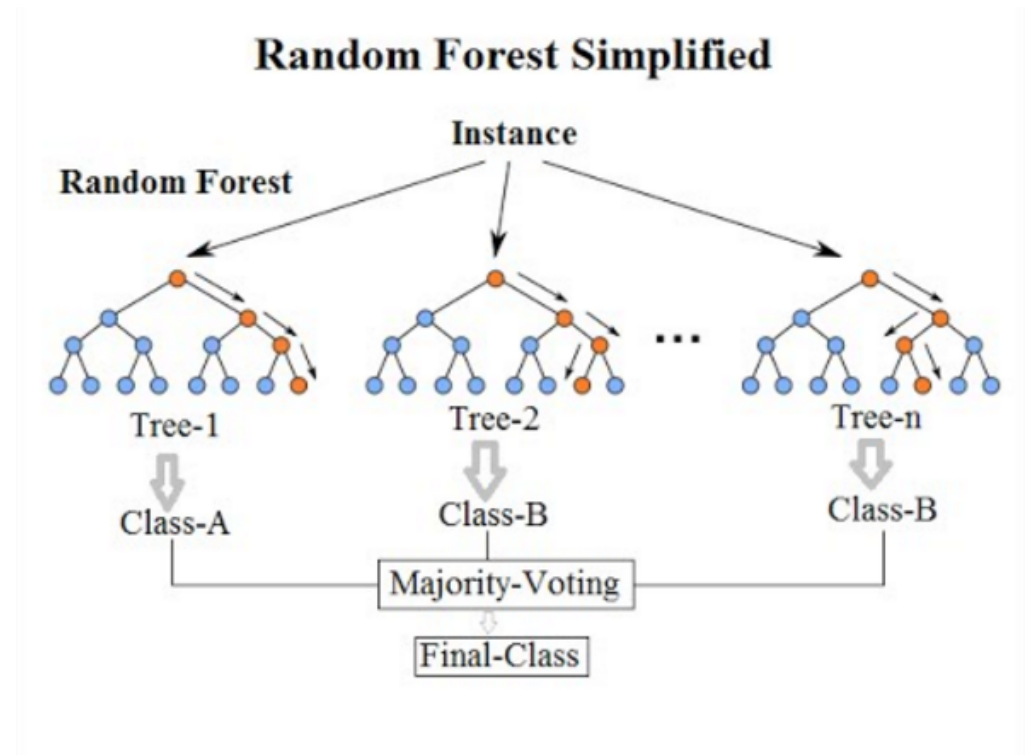 Random Forest Simplified
Instance
Random Forest
...
Tree-1
Tree-2
Tree-n
Class-A
Class-B
Class-B
Majority-Voting
Final-Class